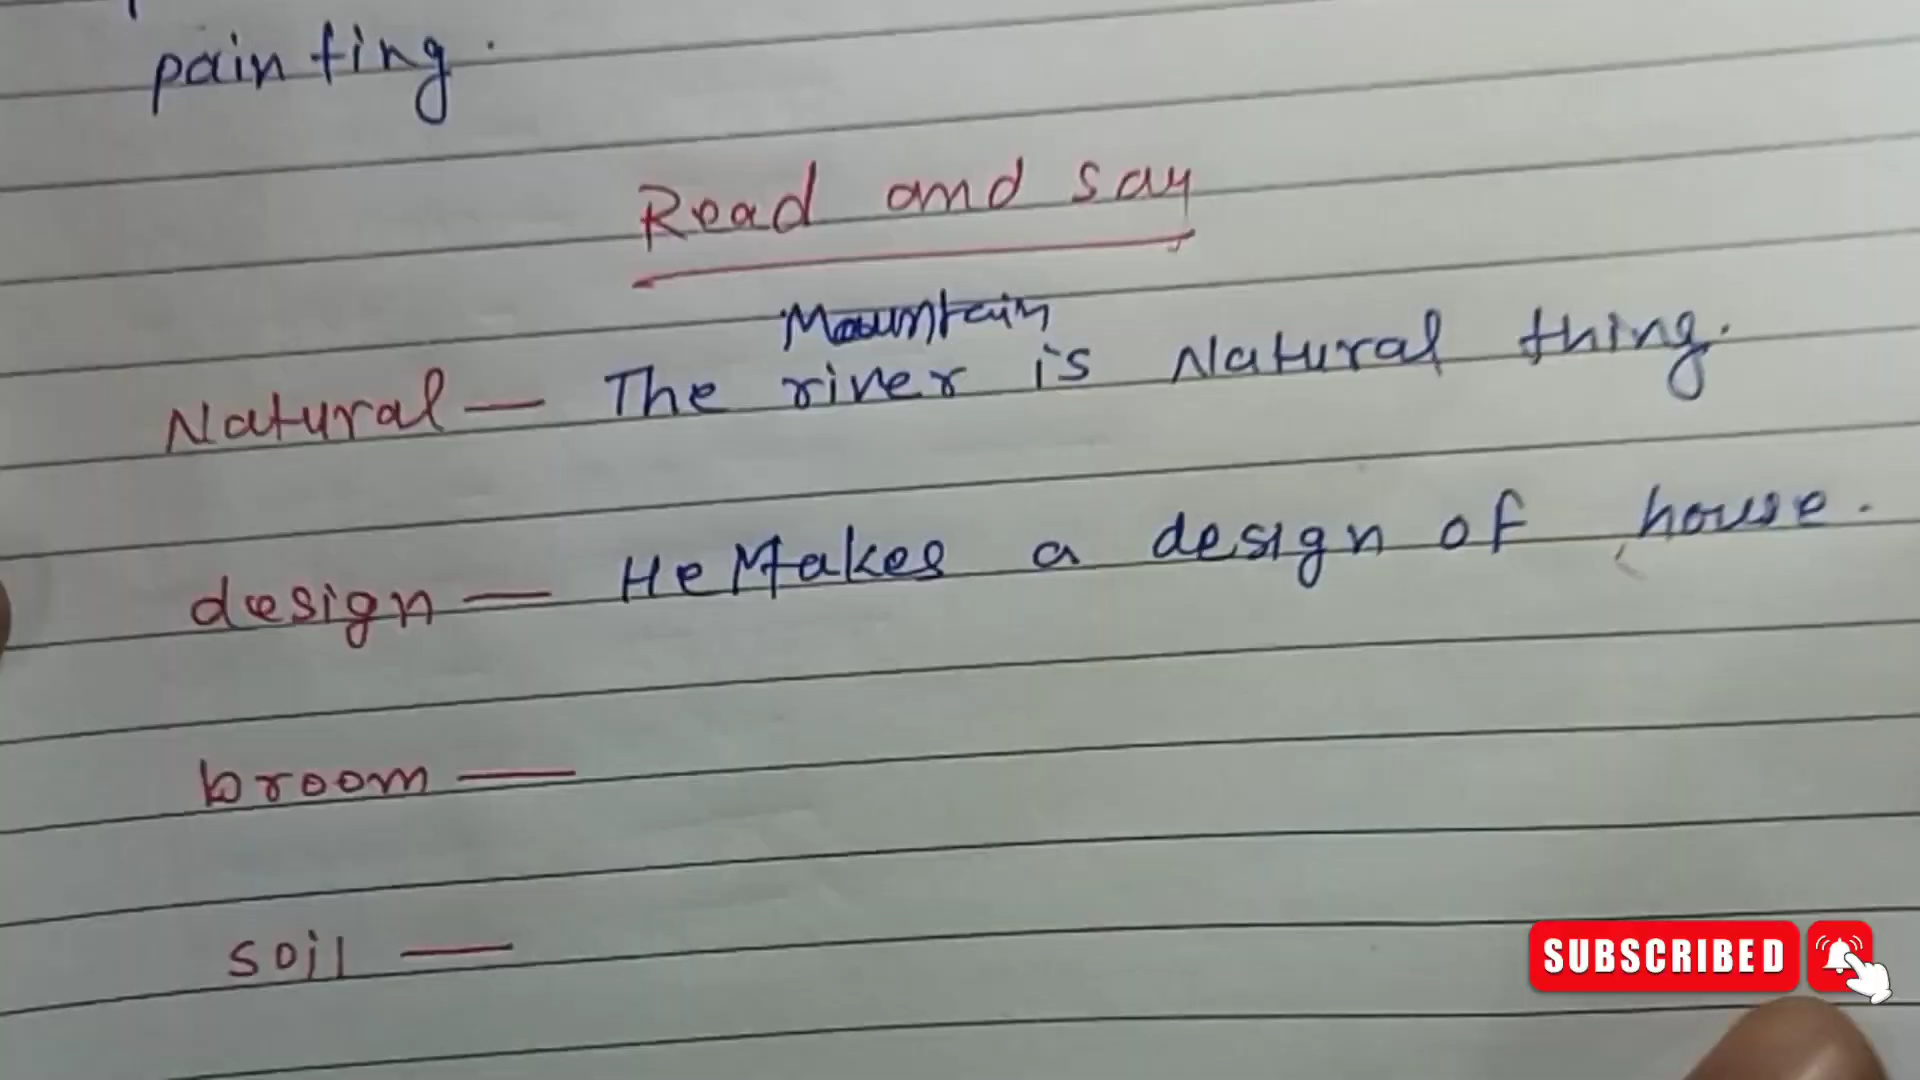 painting.
Read and say
Mountain
Natural — The river is Natural thing.
design — He Makes a design of house.
broom —
soil —
SUBSCRIBED